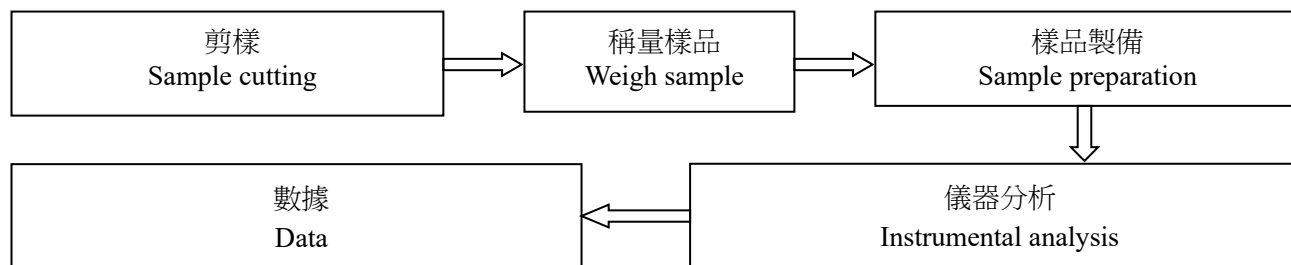 剪樣
Sample cutting
稱量樣品
Weigh sample
樣品製備
Sample preparation
儀器分析
Instrumental analysis
數據
Data